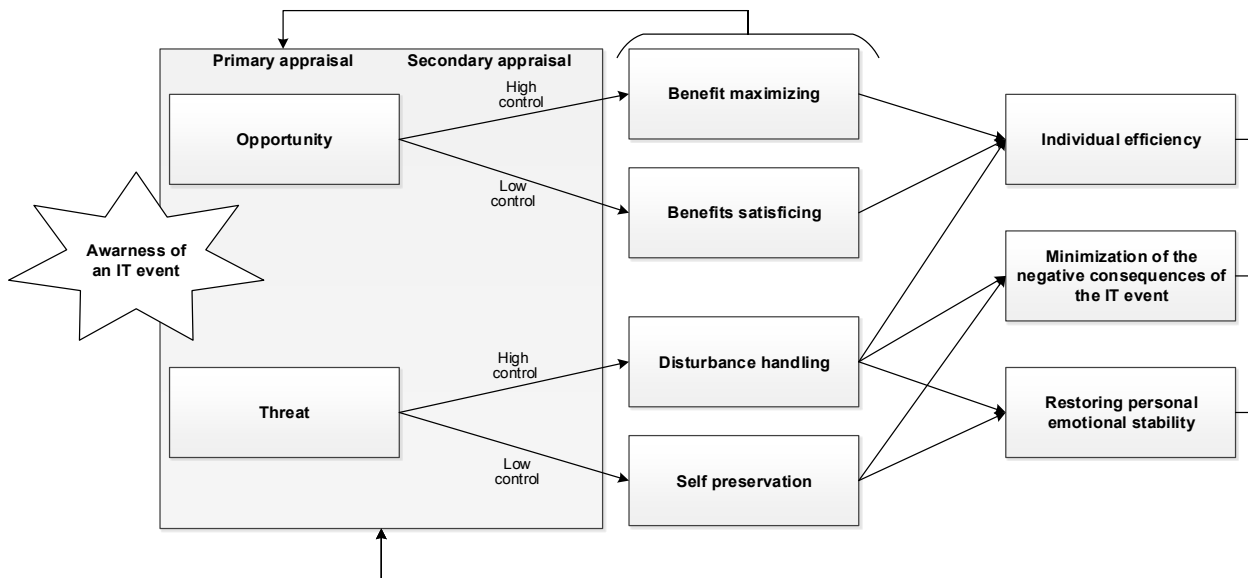 Primary appraisal
Secondary appraisal
High
control
Benefit maximizing
Opportunity
Individual efficiency
Low
control
Benefits satisficing
Awarness of
an IT event
Minimization of the
negative consequences of
the IT event
High
control
Disturbance handling
Threat
Restoring personal
emotional stability
Low
control
Self preservation